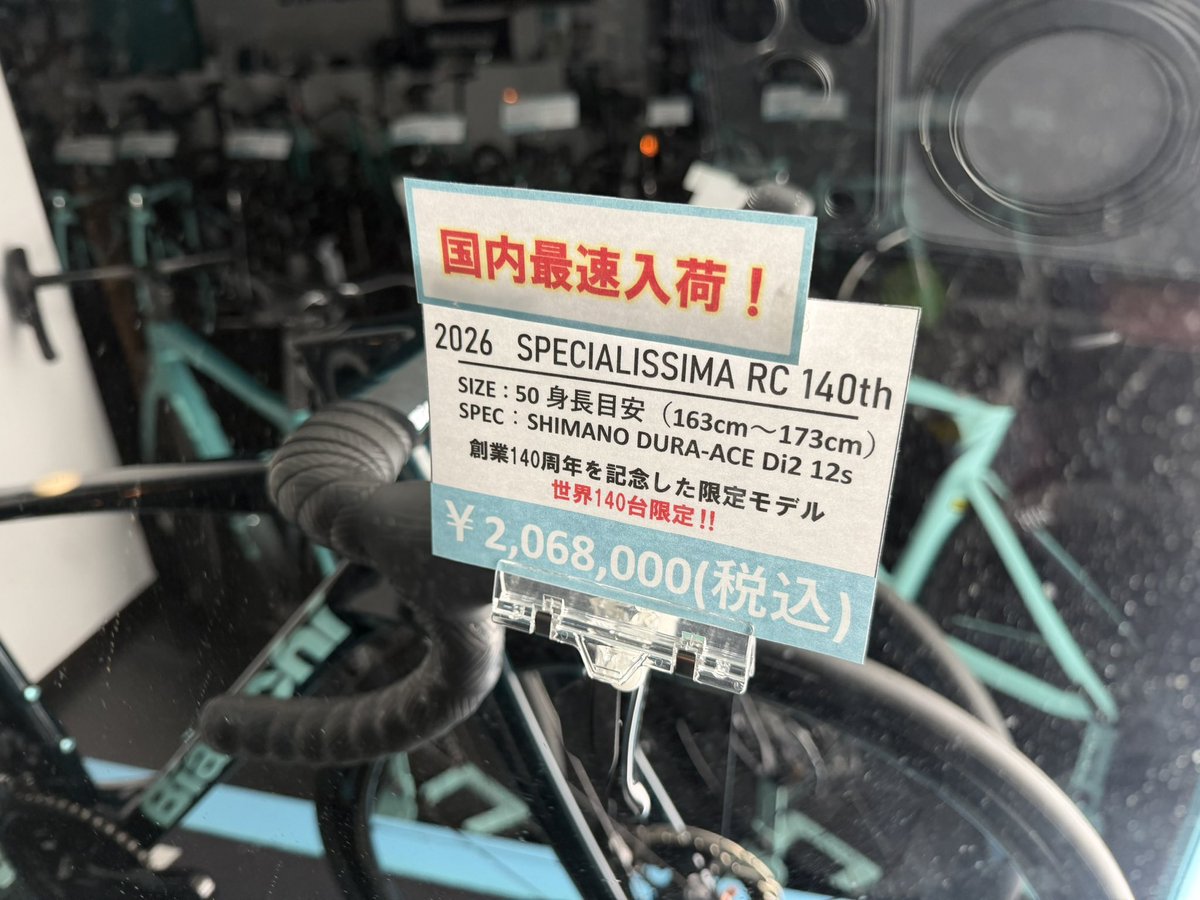 国内最速入荷！
2026 SPECIALISSIMA RC 140th
SIZE：50 身長目安（163cm～173cm）
SPEC：SHIMANO DURA-ACE Di2 12s
創業140周年を記念した限定モデル
世界140台限定!!
￥2,068,000(税込)
Bianchi